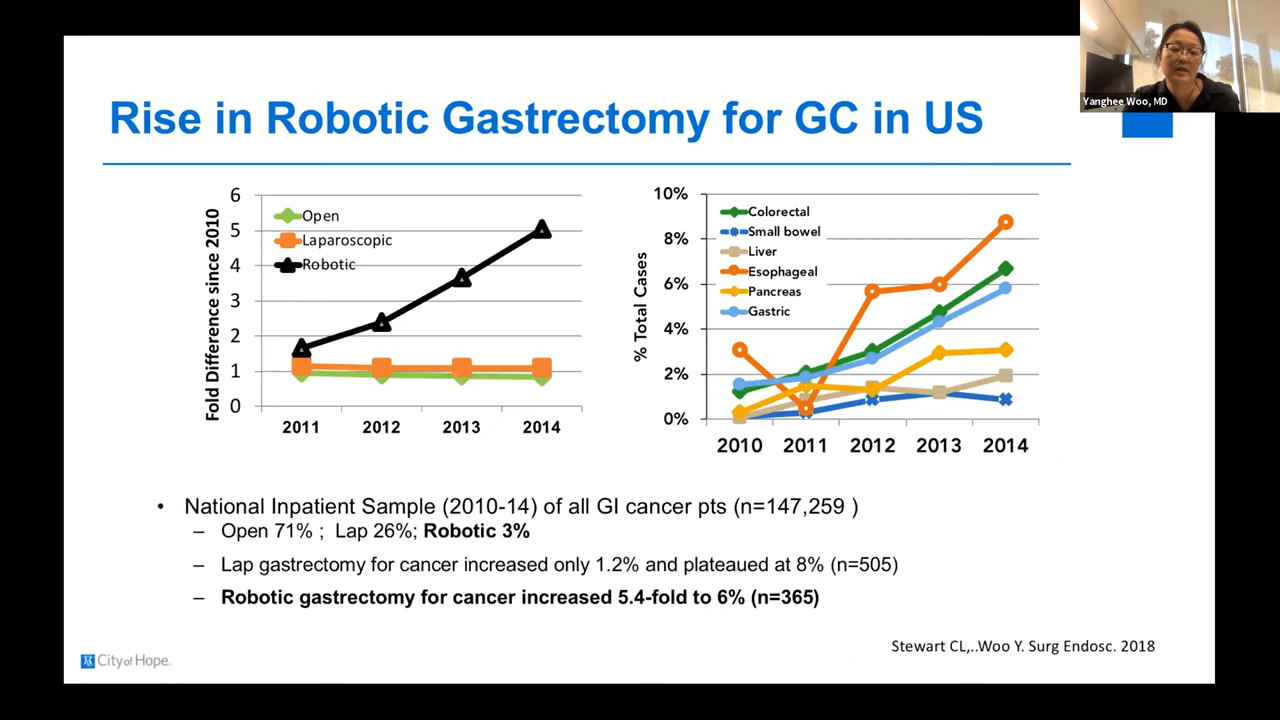 Yanghee Woo, MD
Rise in Robotic Gastrectomy for GC in US
Fold Difference since 2010
6
5
4
3
2
1
0
Open
Laparoscopic
Robotic
2011 2012 2013 2014
% Total Cases
10%
8%
6%
4%
2%
0%
Colorectal
Small bowel
Liver
Esophageal
Pancreas
Gastric
2010 2011 2012 2013 2014
• National Inpatient Sample (2010-14) of all GI cancer pts (n=147,259 )
– Open 71% ; Lap 26%; Robotic 3%
– Lap gastrectomy for cancer increased only 1.2% and plateaued at 8% (n=505)
– Robotic gastrectomy for cancer increased 5.4-fold to 6% (n=365)
Stewart CL,..Woo Y. Surg Endosc. 2018
City of Hope.